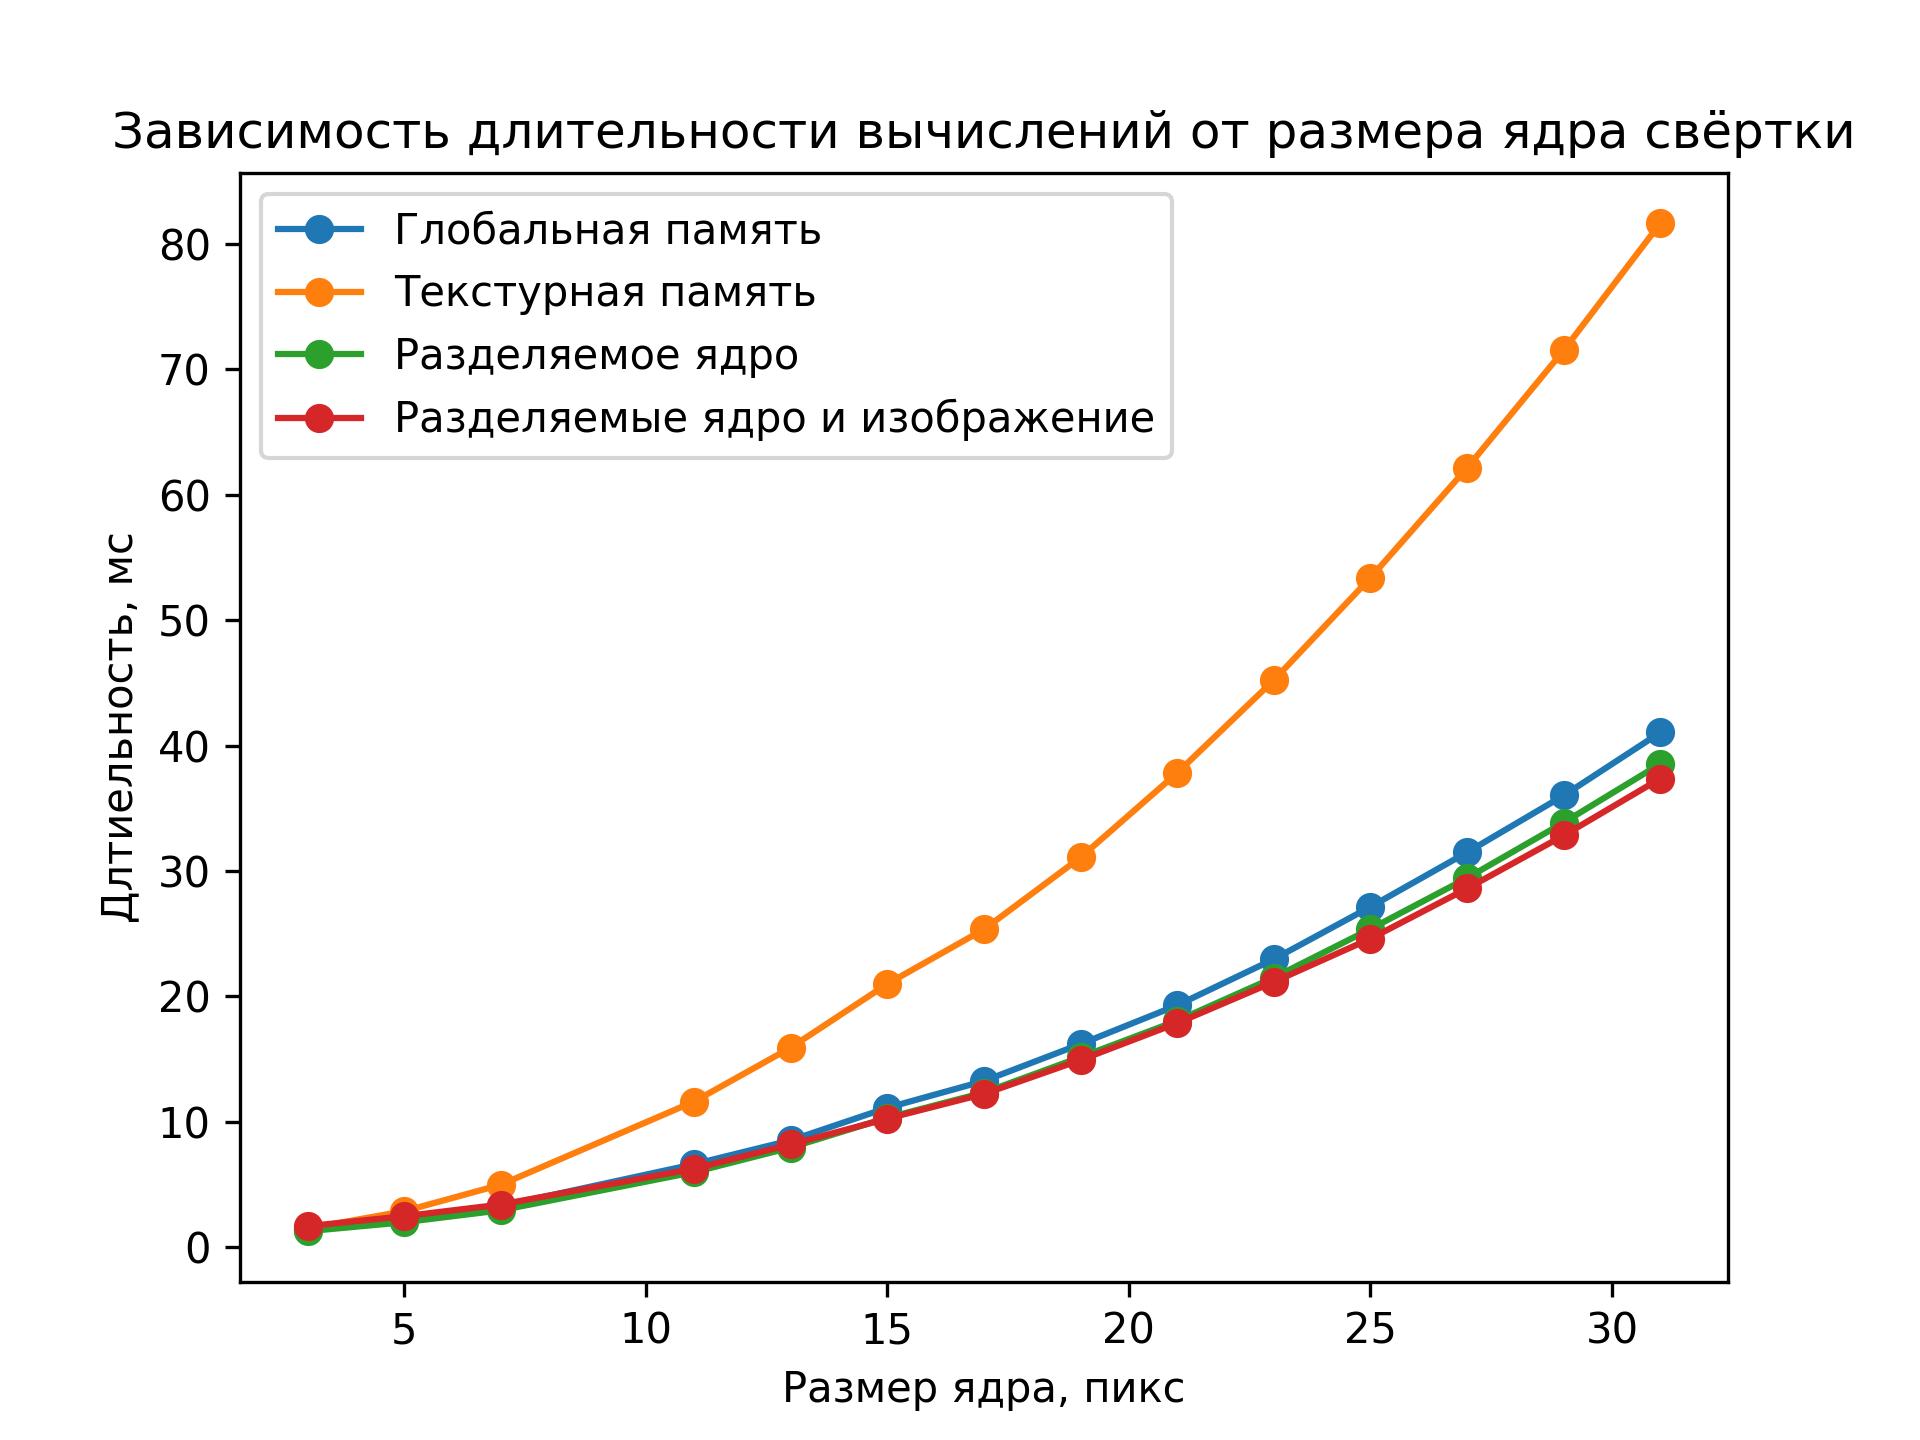 Зависимость длительности вычислений от размера ядра свёртки
Глобальная память
Текстурная память
Разделяемое ядро
Разделяемые ядро и изображение
Длтиельность, мс
80
70
60
50
40
30
20
10
0
5 10 15 20 25 30
Размер ядра, пикс